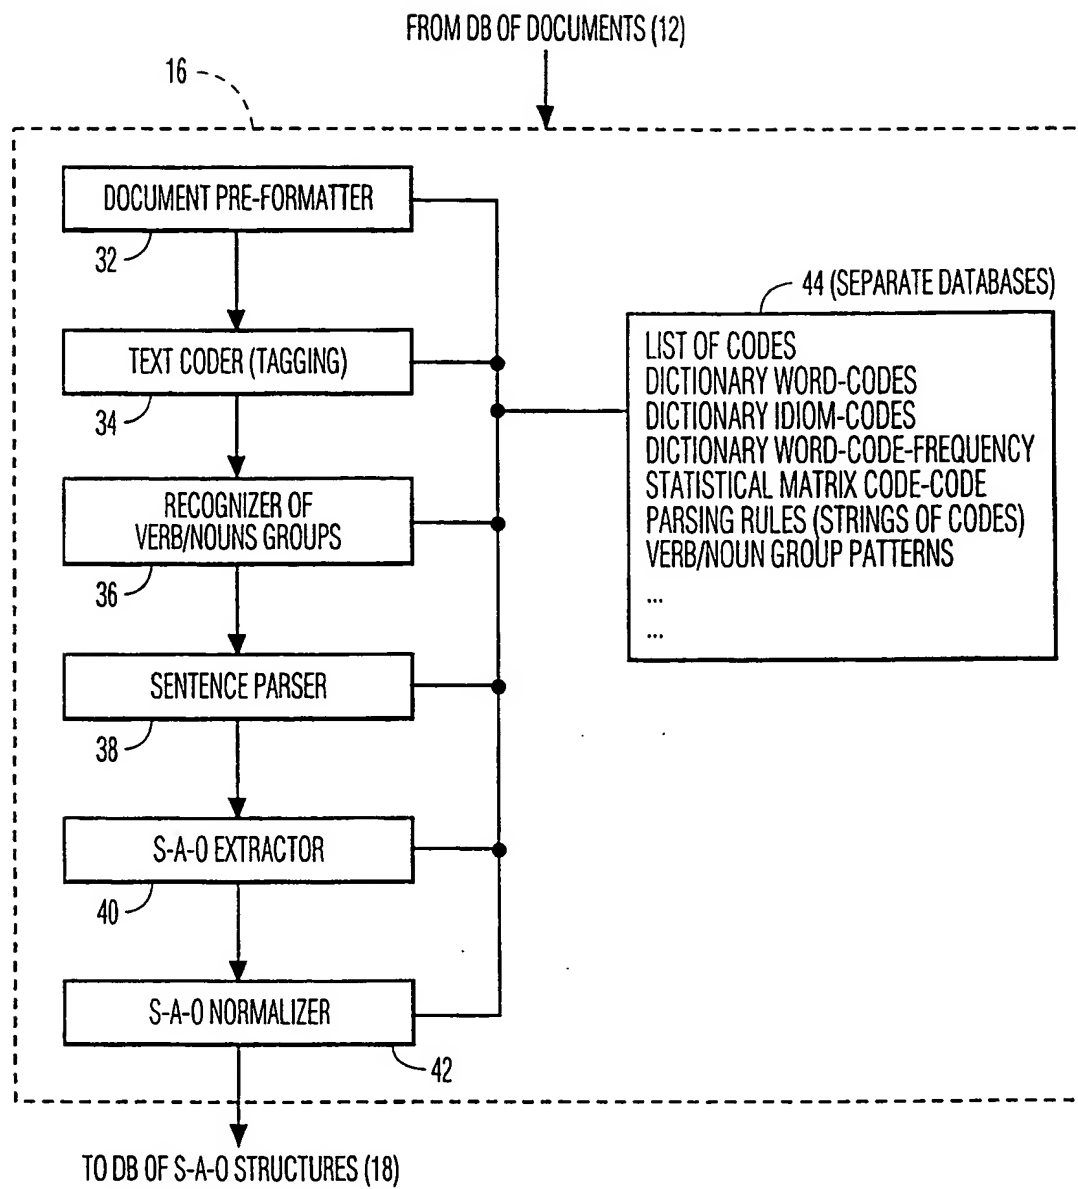 FROM DB OF DOCUMENTS (12)
16
DOCUMENT PRE-FORMATTER
32
44 (SEPARATE DATABASES)
TEXT CODER (TAGGING)
34
LIST OF CODES
DICTIONARY WORD-CODES
DICTIONARY IDIOM-CODES
DICTIONARY WORD-CODE-FREQUENCY
STATISTICAL MATRIX CODE-CODE
PARSING RULES (STRINGS OF CODES)
VERB/NOUN GROUP PATTERNS
...
...
RECOGNIZER OF
VERB/NOUNS GROUPS
36
SENTENCE PARSER
38
S-A-O EXTRACTOR
40
S-A-O NORMALIZER
42
TO DB OF S-A-O STRUCTURES (18)